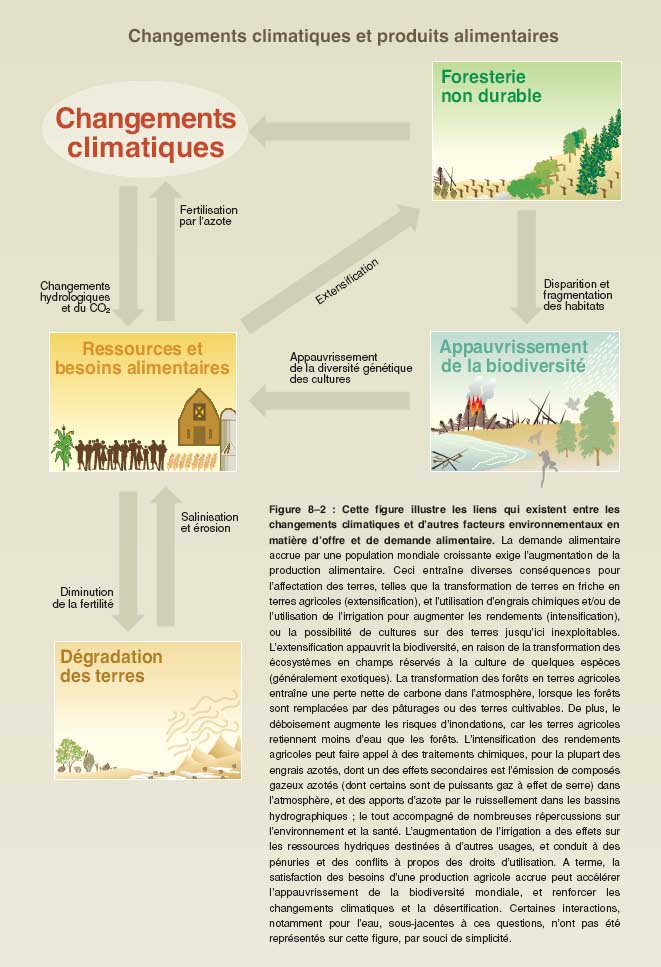 Changements climatiques et produits alimentaires
Changements
climatiques
Foresterie
non durable
Fertilisation
par l'azote
Changements
hydrologiques
et du CO₂
Extensification
Disparition et
fragmentation
des habitats
Ressources et
besoins alimentaires
Appauvrissement
de la diversité génétique
des cultures
Appauvrissement
de la biodiversité
Salinisation
et érosion
Diminution
de la fertilité
Dégradation
des terres
Figure 8–2 : Cette figure illustre les liens qui existent entre les
changements climatiques et d'autres facteurs environnementaux en
matière d'offre et de demande alimentaire. La demande alimentaire
accrue par une population mondiale croissante exige l'augmentation de la
production alimentaire. Ceci entraîne diverses conséquences pour
l'affectation des terres, telles que la transformation de terres en friche en
terres agricoles (extensification), et l'utilisation d'engrais chimiques et/ou de
l'utilisation de l'irrigation pour augmenter les rendements (intensification),
ou la possibilité de cultures sur des terres jusqu'ici inexploitables.
L'extensification appauvrit la biodiversité, en raison de la transformation des
écosystèmes en champs réservés à la culture de quelques espèces
(généralement exotiques). La transformation des forêts en terres agricoles
entraîne une perte nette de carbone dans l'atmosphère, lorsque les forêts
sont remplacées par des pâturages ou des terres cultivables. De plus, le
déboisement augmente les risques d'inondations, car les terres agricoles
retiennent moins d'eau que les forêts. L'intensification des rendements
agricoles peut faire appel à des traitements chimiques, pour la plupart des
engrais azotés, dont un des effets secondaires est l'émission de composés
gazeux azotés (dont certains sont de puissants gaz à effet de serre) dans
l'atmosphère, et des apports d'azote par le ruissellement dans les bassins
hydrographiques ; le tout accompagné de nombreuses répercussions sur
l'environnement et la santé. L'augmentation de l'irrigation a des effets sur
les ressources hydriques destinées à d'autres usages, et conduit à des
pénuries et des conflits à propos des droits d'utilisation. A terme, la
satisfaction des besoins d'une production agricole accrue peut accélérer
l'appauvrissement de la biodiversité mondiale, et renforcer les
changements climatiques et la désertification. Certaines interactions,
notamment pour l'eau, sous-jacentes à ces questions, n'ont pas été
représentés sur cette figure, par souci de simplicité.